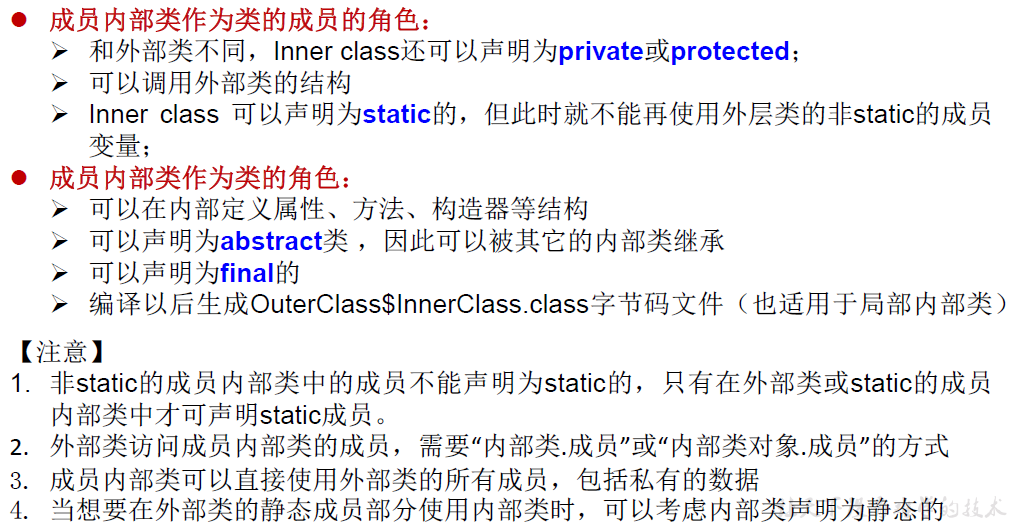 ● 成员内部类作为类的成员的角色：
➢ 和外部类不同，Inner class还可以声明为private或protected；
➢ 可以调用外部类的结构
➢ Inner class 可以声明为static的，但此时就不能再使用外层类的非static的成员
变量；
● 成员内部类作为类的角色：
➢ 可以在内部定义属性、方法、构造器等结构
➢ 可以声明为abstract类 ，因此可以被其它的内部类继承
➢ 可以声明为final的
➢ 编译以后生成OuterClass$InnerClass.class字节码文件（也适用于局部内部类）
【注意】
1. 非static的成员内部类中的成员不能声明为static的，只有在外部类或static的成员
内部类中才可声明static成员。
2. 外部类访问成员内部类的成员，需要“内部类.成员”或“内部类对象.成员”的方式
3. 成员内部类可以直接使用外部类的所有成员，包括私有的数据
4. 当想要在外部类的静态成员部分使用内部类时，可以考虑内部类声明为静态的